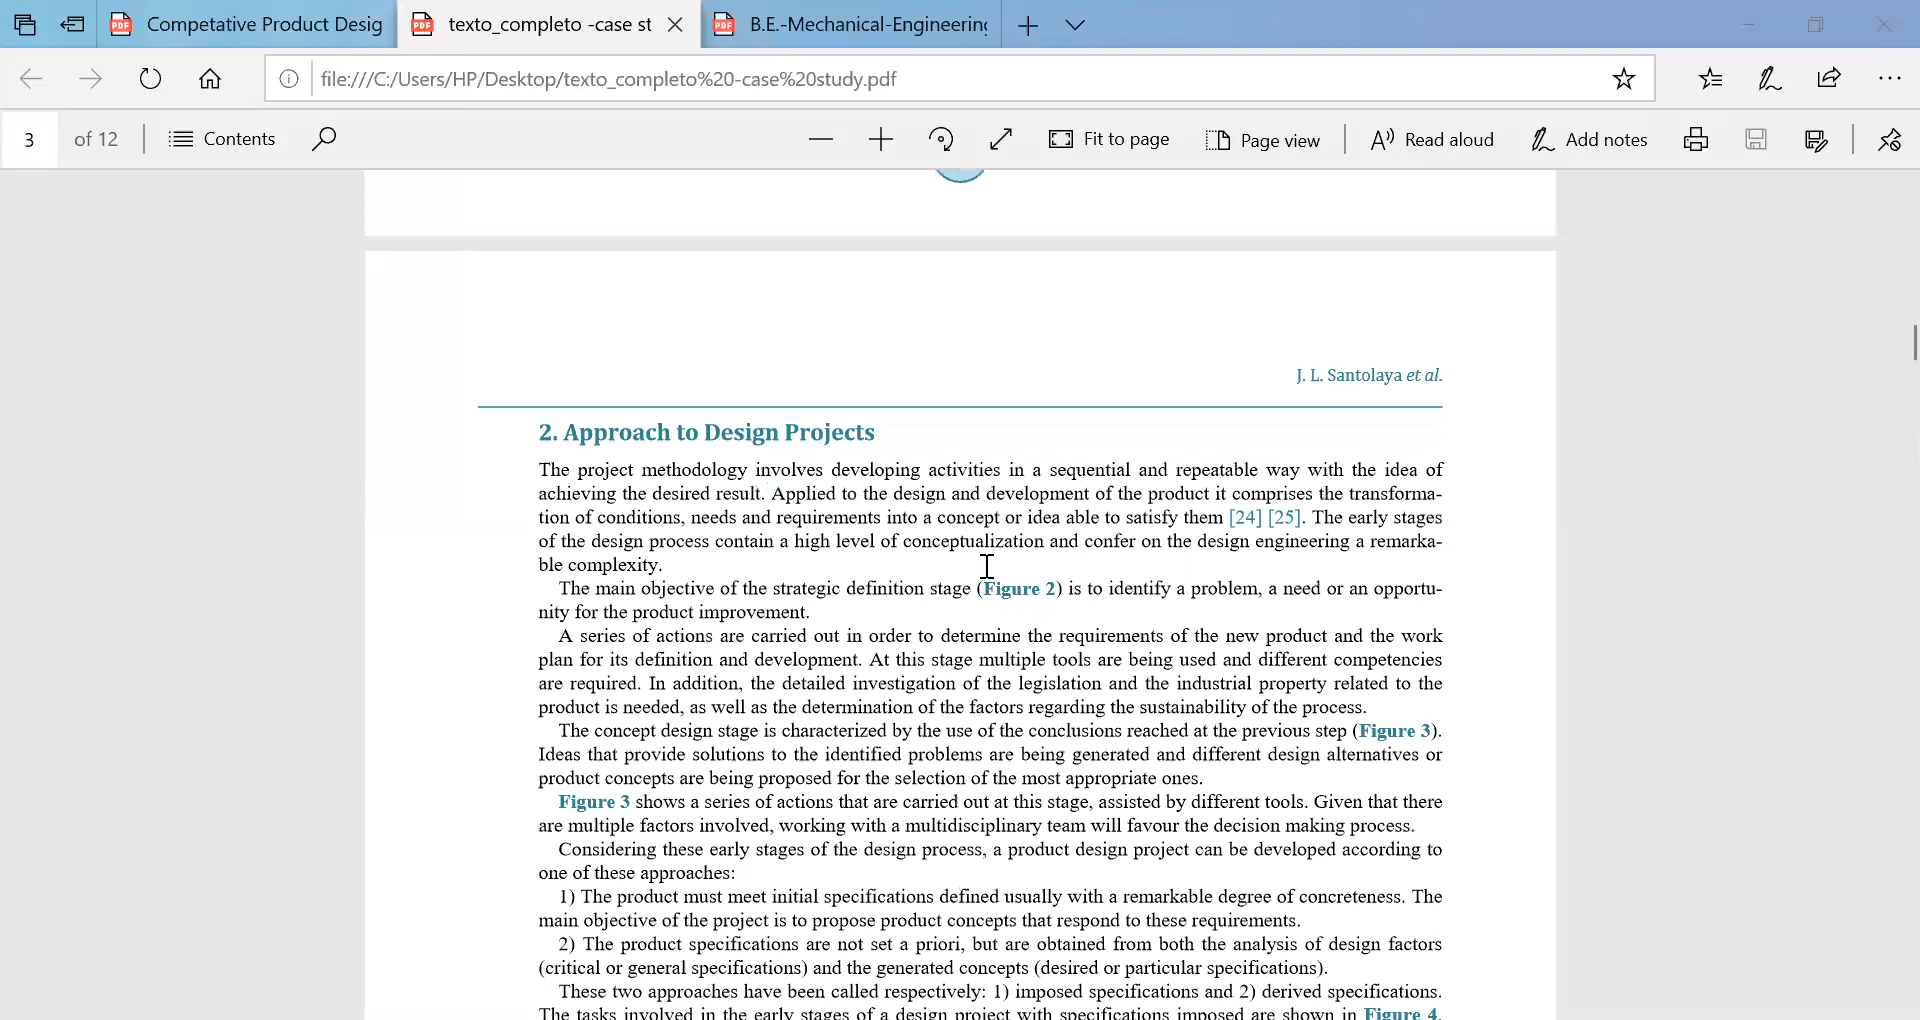 Competative Product Desig
texto_completo -case st
B.E.-Mechanical-Engineering
file:///C:/Users/HP/Desktop/texto_completo%20-case%20study.pdf
3 of 12 Contents Fit to page Page view Read aloud Add notes
J. L. Santolaya et al.
2. Approach to Design Projects
The project methodology involves developing activities in a sequential and repeatable way with the idea of
achieving the desired result. Applied to the design and development of the product it comprises the transforma-
tion of conditions, needs and requirements into a concept or idea able to satisfy them [24] [25]. The early stages
of the design process contain a high level of conceptualization and confer on the design engineering a remarka-
ble complexity.
The main objective of the strategic definition stage (Figure 2) is to identify a problem, a need or an opportu-
nity for the product improvement.
A series of actions are carried out in order to determine the requirements of the new product and the work
plan for its definition and development. At this stage multiple tools are being used and different competencies
are required. In addition, the detailed investigation of the legislation and the industrial property related to the
product is needed, as well as the determination of the factors regarding the sustainability of the process.
The concept design stage is characterized by the use of the conclusions reached at the previous step (Figure 3).
Ideas that provide solutions to the identified problems are being generated and different design alternatives or
product concepts are being proposed for the selection of the most appropriate ones.
Figure 3 shows a series of actions that are carried out at this stage, assisted by different tools. Given that there
are multiple factors involved, working with a multidisciplinary team will favour the decision making process.
Considering these early stages of the design process, a product design project can be developed according to
one of these approaches:
1) The product must meet initial specifications defined usually with a remarkable degree of concreteness. The
main objective of the project is to propose product concepts that respond to these requirements.
2) The product specifications are not set a priori, but are obtained from both the analysis of design factors
(critical or general specifications) and the generated concepts (desired or particular specifications).
These two approaches have been called respectively: 1) imposed specifications and 2) derived specifications.
The tasks involved in the early stages of a design project with specifications imposed are shown in Figure 4.